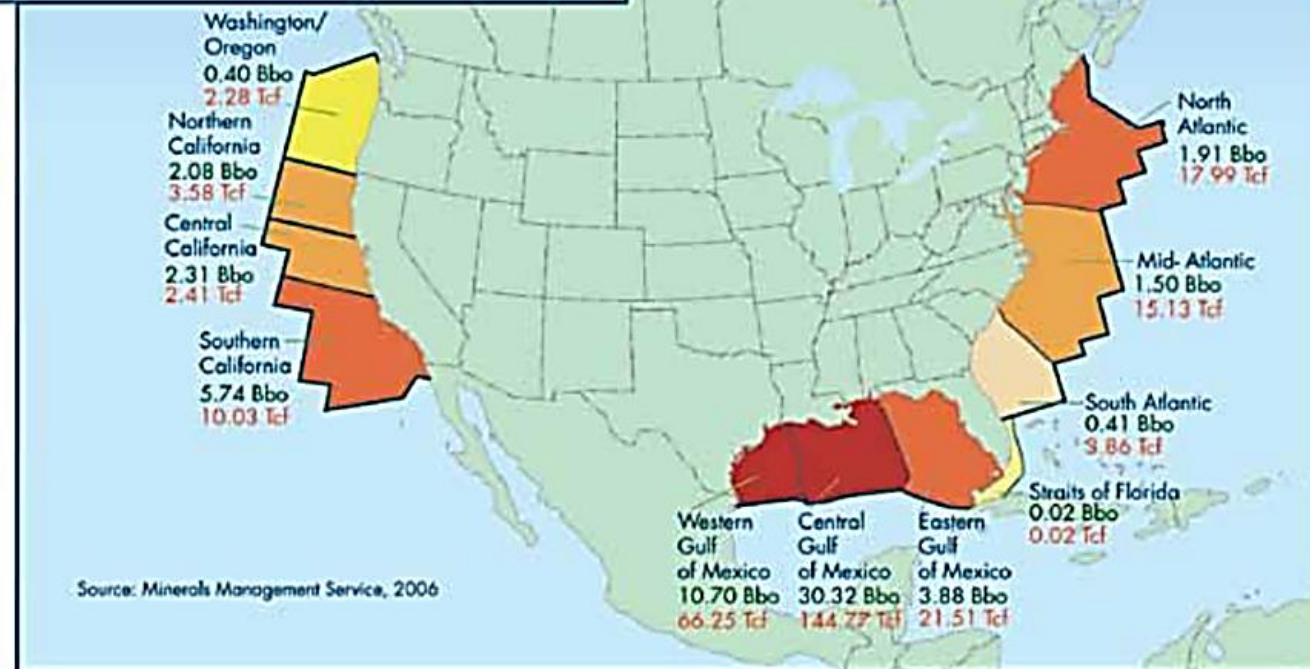 Washington/
Oregon
0.40 Bbo
2.28 Tcf
Northern
California
2.08 Bbo
3.58 Tcf
Central
California
2.31 Bbo
2.41 Tcf
Southern
California
5.74 Bbo
10.03 Tcf
North
Atlantic
1.91 Bbo
17.99 Tcf
Mid- Atlantic
1.50 Bbo
15.13 Tcf
South Atlantic
0.41 Bbo
3.86 Tcf
Straits of Florida
0.02 Bbo
0.02 Tcf
Western
Gulf
of Mexico
10.70 Bbo
66.25 Tcf
Central
Gulf
of Mexico
30.32 Bbo
144.77 Tcf
Eastern
Gulf
of Mexico
3.88 Bbo
21.51 Tcf
Source: Minerals Management Service, 2006